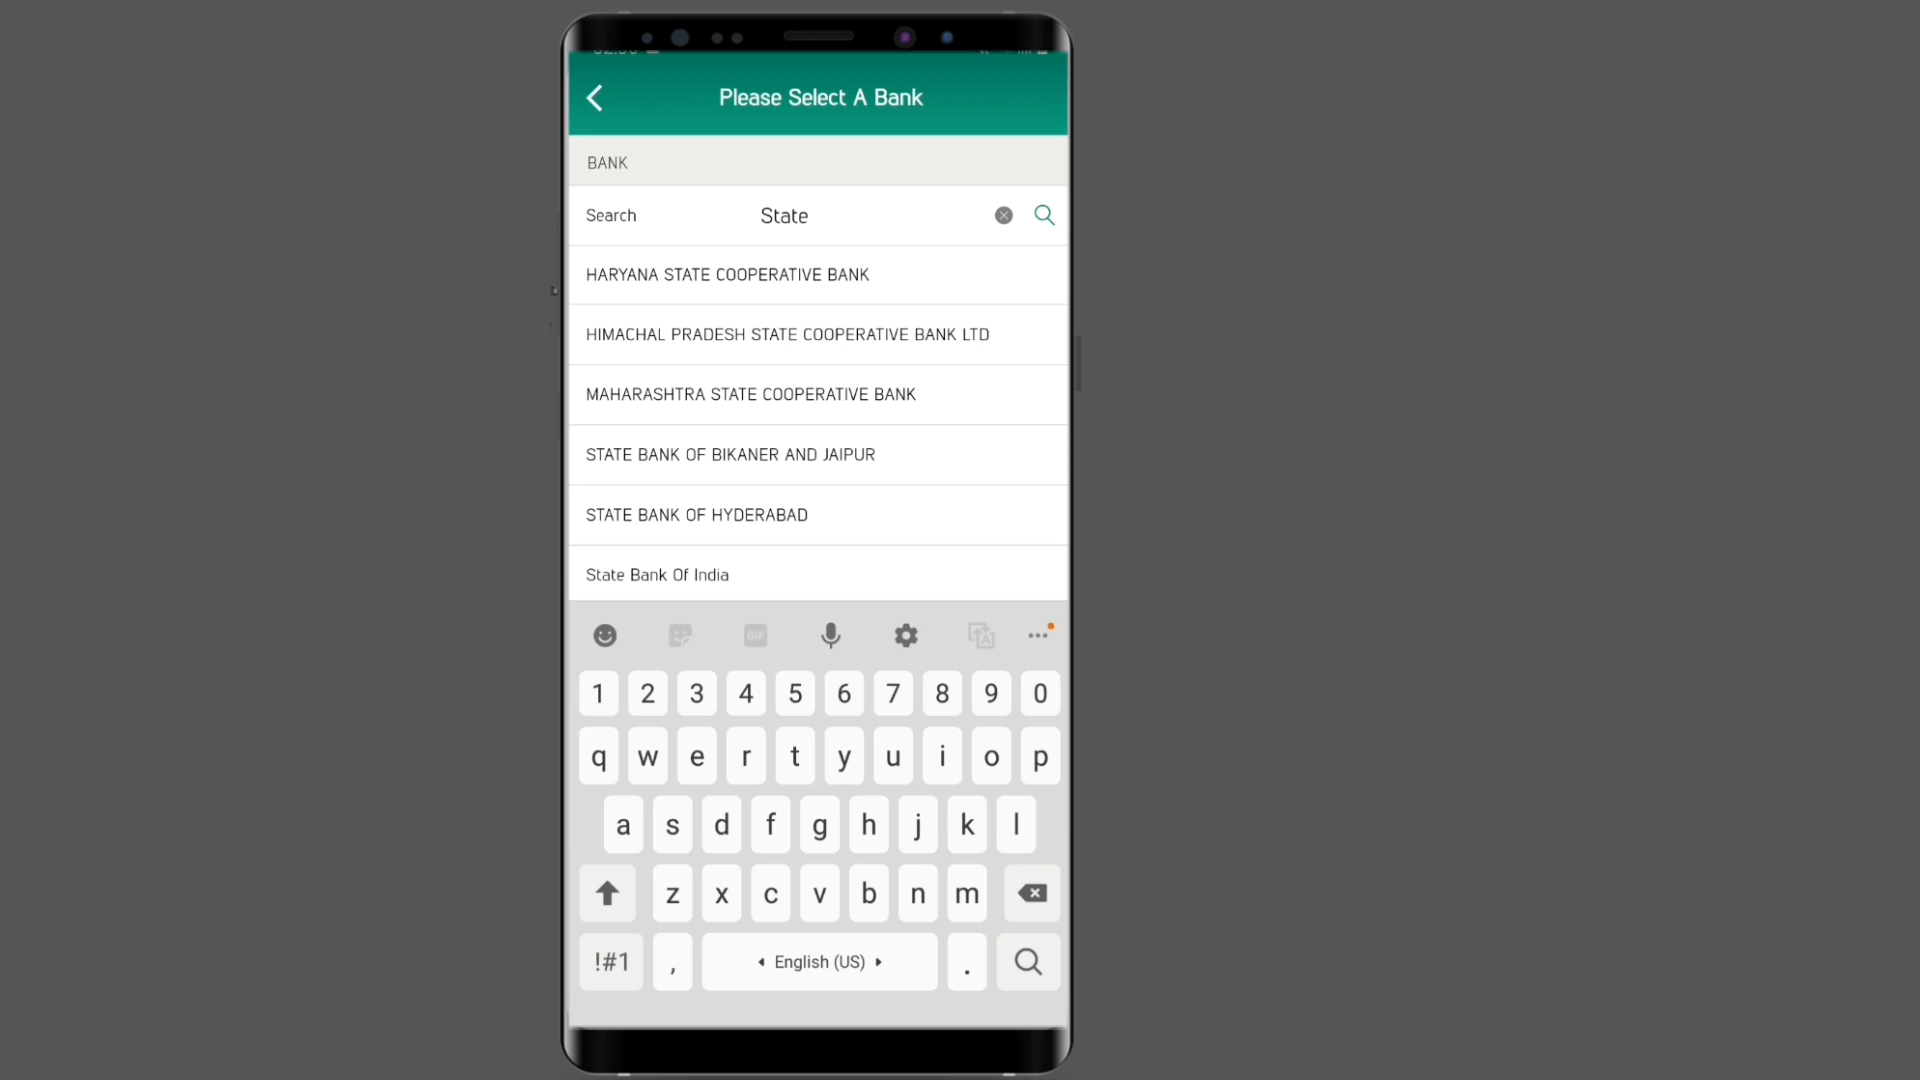 Please Select A Bank
BANK
Search State
HARYANA STATE COOPERATIVE BANK
HIMACHAL PRADESH STATE COOPERATIVE BANK LTD
MAHARASHTRA STATE COOPERATIVE BANK
STATE BANK OF BIKANER AND JAIPUR
STATE BANK OF HYDERABAD
State Bank Of India
GIF
1 2 3 4 5 6 7 8 9 0
q w e r t y u i o p
a s d f g h j k l
z x c v b n m
!#1 , English (US) .